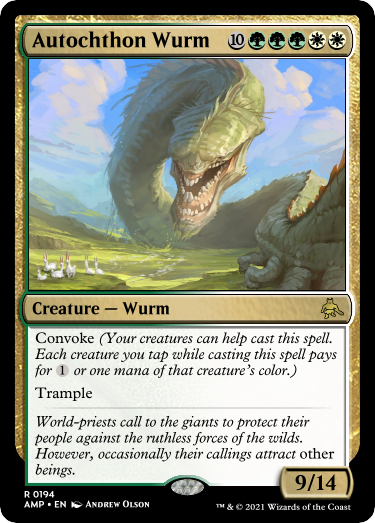 Autochthon Wurm 10
Creature — Wurm
Convoke (Your creatures can help cast this spell.
Each creature you tap while casting this spell pays
for 1 or one mana of that creature's color.)
Trample
World-priests call to the giants to protect their
people against the ruthless forces of the wilds.
However, occasionally their callings attract other
beings.
9/14
R 0194
AMP • EN Andrew Olson
™ & © 2021 Wizards of the Coast